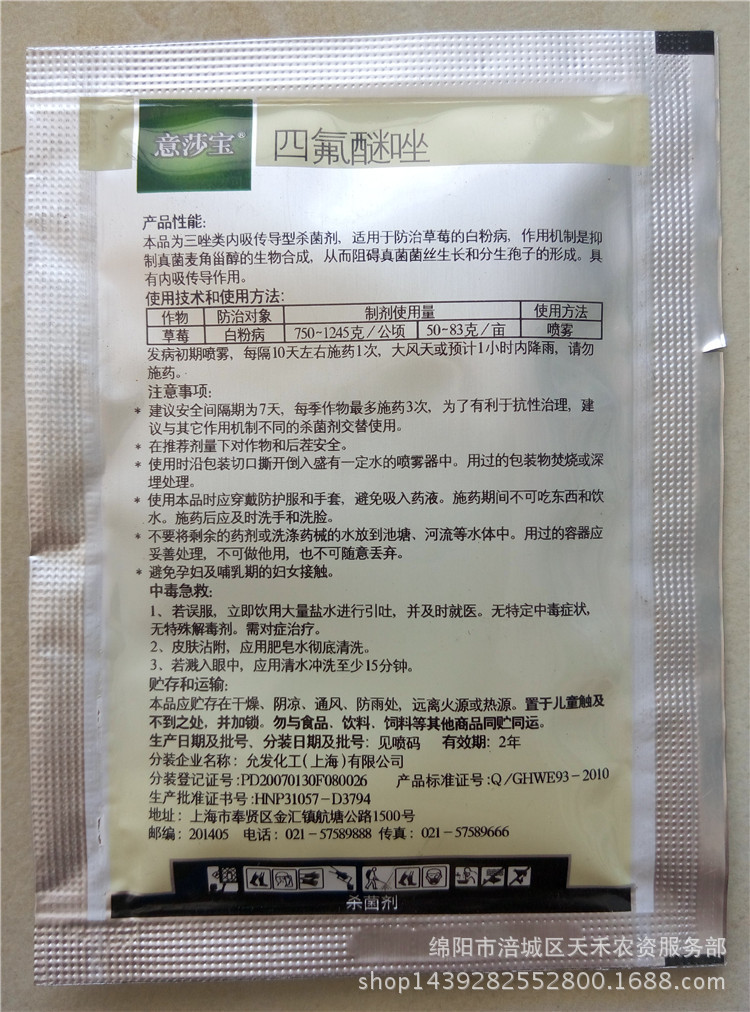 意莎宝®
四氟醚唑
产品性能:
本品为三唑类内吸传导型杀菌剂, 适用于防治草莓的白粉病, 作用机制是抑
制真菌麦角甾醇的生物合成, 从而阻碍真菌菌丝生长和分生孢子的形成。具
有内吸传导作用。
使用技术和使用方法:
作物 防治对象 制剂使用量 使用方法
草莓 白粉病 750-1245克/公顷 50-83克/亩 喷雾
发病初期喷雾, 每隔10天左右施药1次, 大风天或预计1小时内降雨, 请勿
施药。
注意事项:
* 建议安全间隔期为7天, 每季作物最多施药3次, 为了有利于抗性治理, 建
议与其它作用机制不同的杀菌剂交替使用。
* 在推荐剂量下对作物和后茬安全。
* 使用时沿包装切口撕开倒入盛有一定水的喷雾器中。用过的包装物焚烧或深
埋处理。
* 使用本品时应穿戴防护服和手套, 避免吸入药液。施药期间不可吃东西和饮
水。施药后应及时洗手和洗脸。
* 不要将剩余的药剂或洗涤药械的水放到池塘、河流等水体中。用过的容器应
妥善处理, 不可做他用, 也不可随意丢弃。
* 避免孕妇及哺乳期的妇女接触。
中毒急救:
1、若误服, 立即饮用大量盐水进行引吐, 并及时就医。无特定中毒症状,
无特殊解毒剂。需对症治疗。
2、皮肤沾附, 应用肥皂水彻底清洗。
3、若溅入眼中, 应用清水冲洗至少15分钟。
贮存和运输:
本品应贮存在干燥、阴凉、通风、防雨处, 远离火源或热源。置于儿童触及
不到之处, 并加锁。勿与食品、饮料、饲料等其他商品同贮同运。
生产日期及批号、分装日期及批号: 见喷码 有效期: 2年
分装企业名称: 允发化工(上海)有限公司
分装登记证号:PD20070130F080026 产品标准证号:Q/GHWE93-2010
生产批准证书号:HNP31057-D3794
地址: 上海市奉贤区金汇镇航塘公路1500号
邮编: 201405 电话: 021-57589888 传真: 021-57589666
杀菌剂
绵阳市涪城区天禾农资服务部
shop1439282552800.1688.com